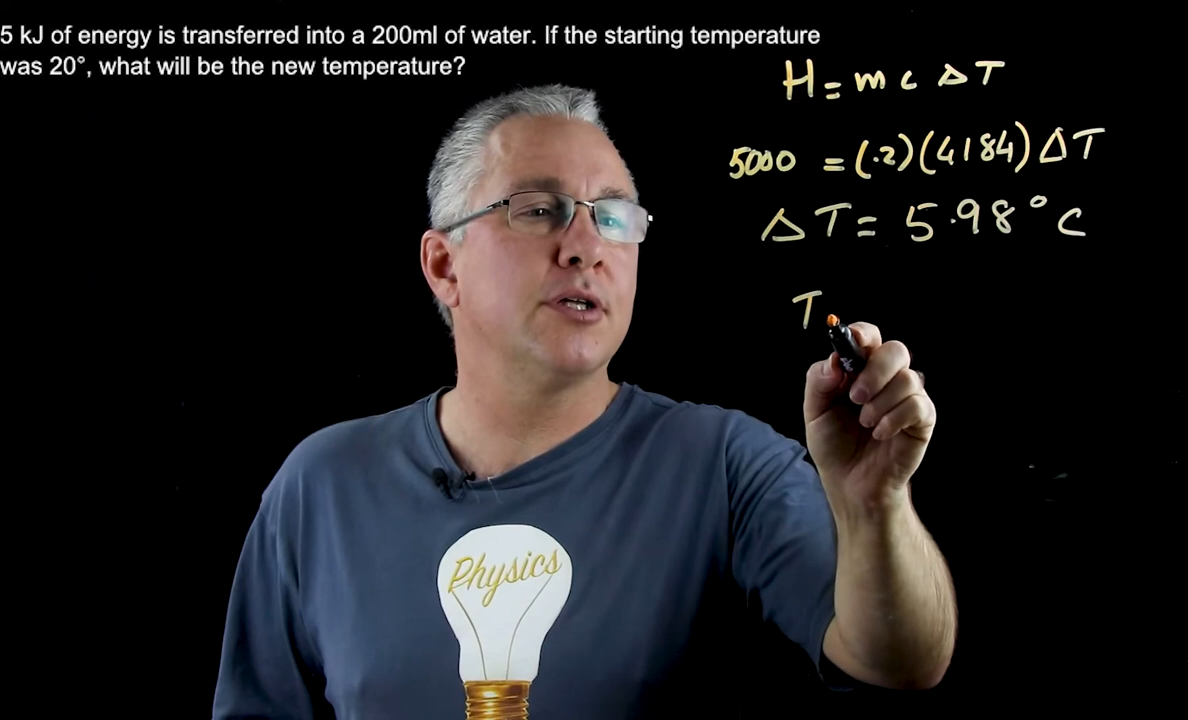 5 kJ of energy is transferred into a 200ml of water. If the starting temperature
was 20°, what will be the new temperature?
H = m c ΔT
5000 = (.2)(4184) ΔT
ΔT = 5.98° c
T
Physics